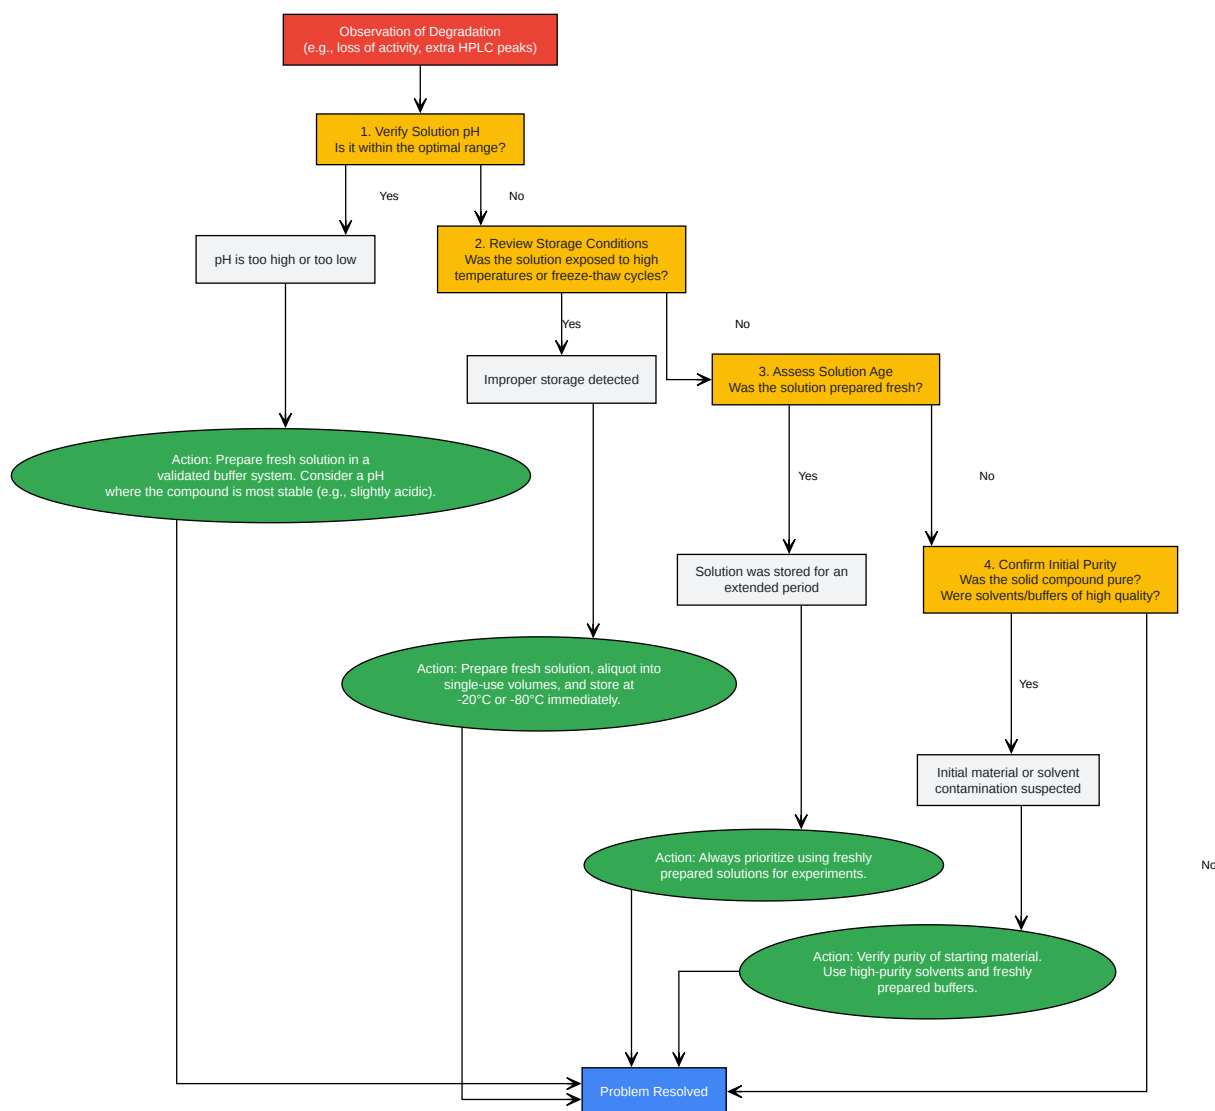 Observation of Degradation
(e.g., loss of activity, extra HPLC peaks)
1. Verify Solution pH
Is it within the optimal range?
Yes
No
pH is too high or too low
2. Review Storage Conditions
Was the solution exposed to high
temperatures or freeze-thaw cycles?
Yes
No
Improper storage detected
3. Assess Solution Age
Was the solution prepared fresh?
Action: Prepare fresh solution in a
validated buffer system. Consider a pH
where the compound is most stable (e.g., slightly acidic).
Yes
No
Solution was stored for an
extended period
4. Confirm Initial Purity
Was the solid compound pure?
Were solvents/buffers of high quality?
Action: Prepare fresh solution, aliquot into
single-use volumes, and store at
-20°C or -80°C immediately.
Yes
Initial material or solvent
contamination suspected
Action: Always prioritize using freshly
prepared solutions for experiments.
No
Action: Verify purity of starting material.
Use high-purity solvents and freshly
prepared buffers.
Problem Resolved